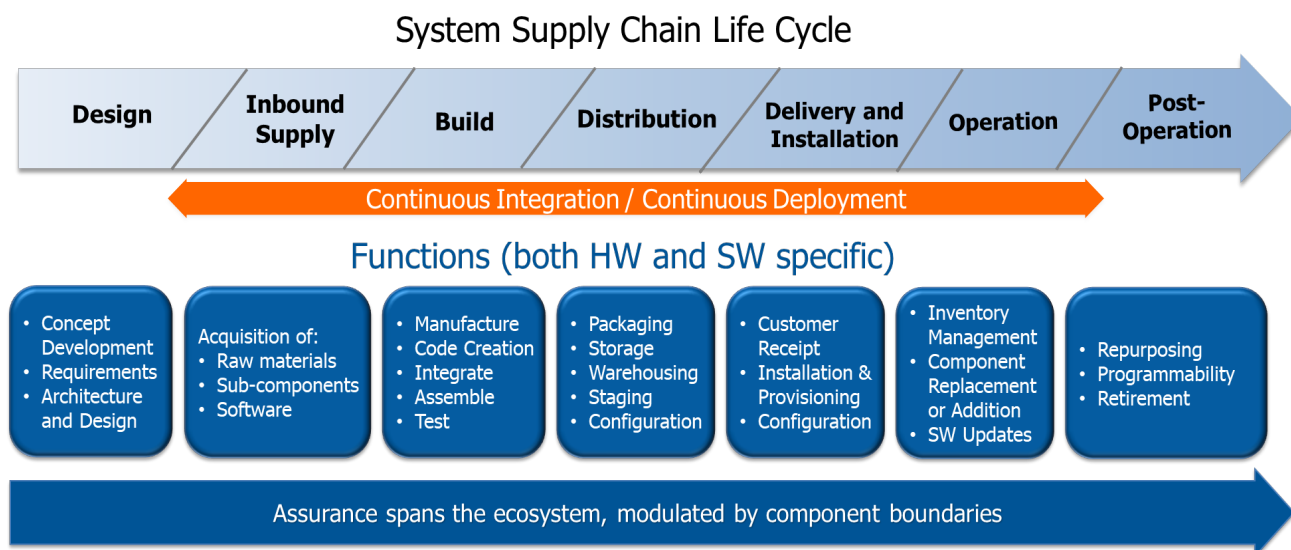 System Supply Chain Life Cycle
Design
Inbound
Supply
Build
Distribution
Delivery and
Installation
Operation
Post-
Operation
Continuous Integration / Continuous Deployment
Functions (both HW and SW specific)
• Concept
Development
• Requirements
• Architecture
and Design
Acquisition of:
• Raw materials
• Sub-components
• Software
• Manufacture
• Code Creation
• Integrate
• Assemble
• Test
• Packaging
• Storage
• Warehousing
• Staging
• Configuration
• Customer
Receipt
• Installation &
Provisioning
• Configuration
• Inventory
Management
• Component
Replacement
or Addition
• SW Updates
• Repurposing
• Programmability
• Retirement
Assurance spans the ecosystem, modulated by component boundaries